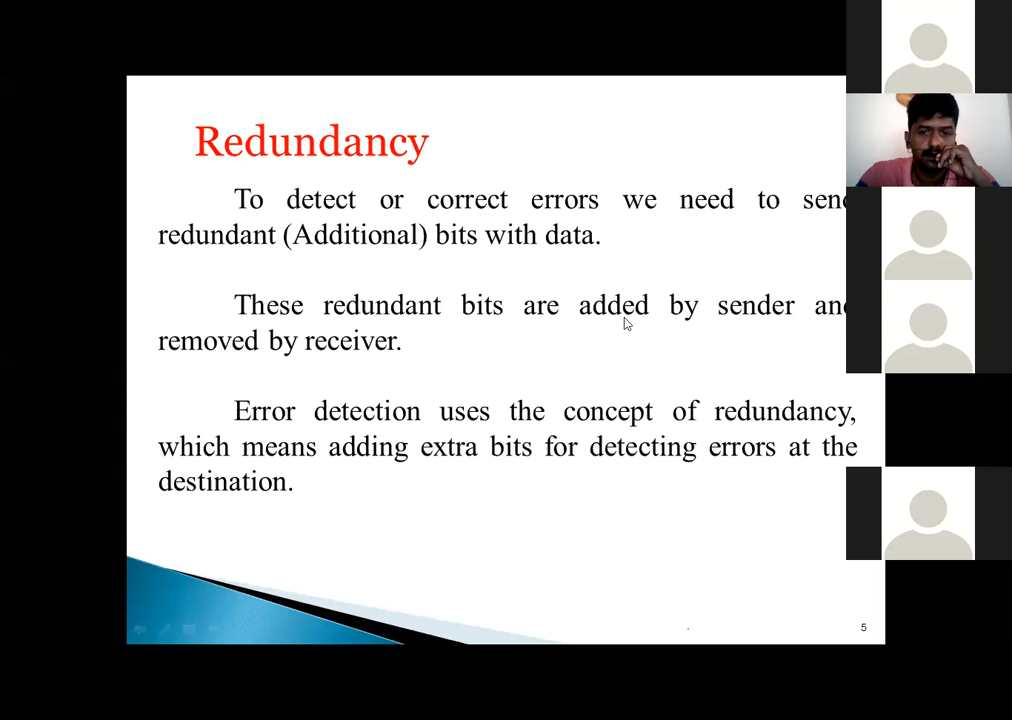 Redundancy
To detect or correct errors we need to
redundant (Additional) bits with data.
These redundant bits are added by sender
removed by receiver.
Error detection uses the concept of redundancy,
which means adding extra bits for detecting errors at the
destination.
5